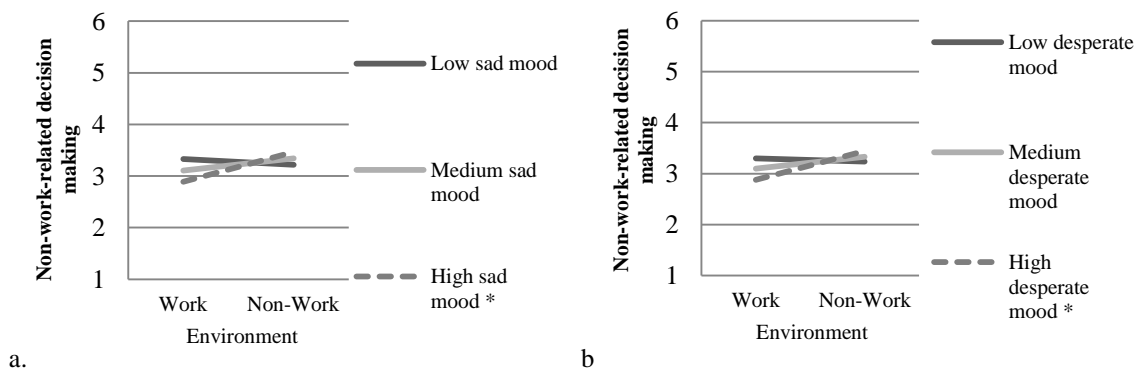 Non-work-related decision
making
6
5
4
3
2
1
Work
Non-Work
Environment
Low sad mood
Medium sad
mood
High sad
mood *
a.
Non-work-related decision
making
6
5
4
3
2
1
Work
Non-Work
Environment
Low desperate
mood
Medium
desperate
mood
High
desperate
mood *
b